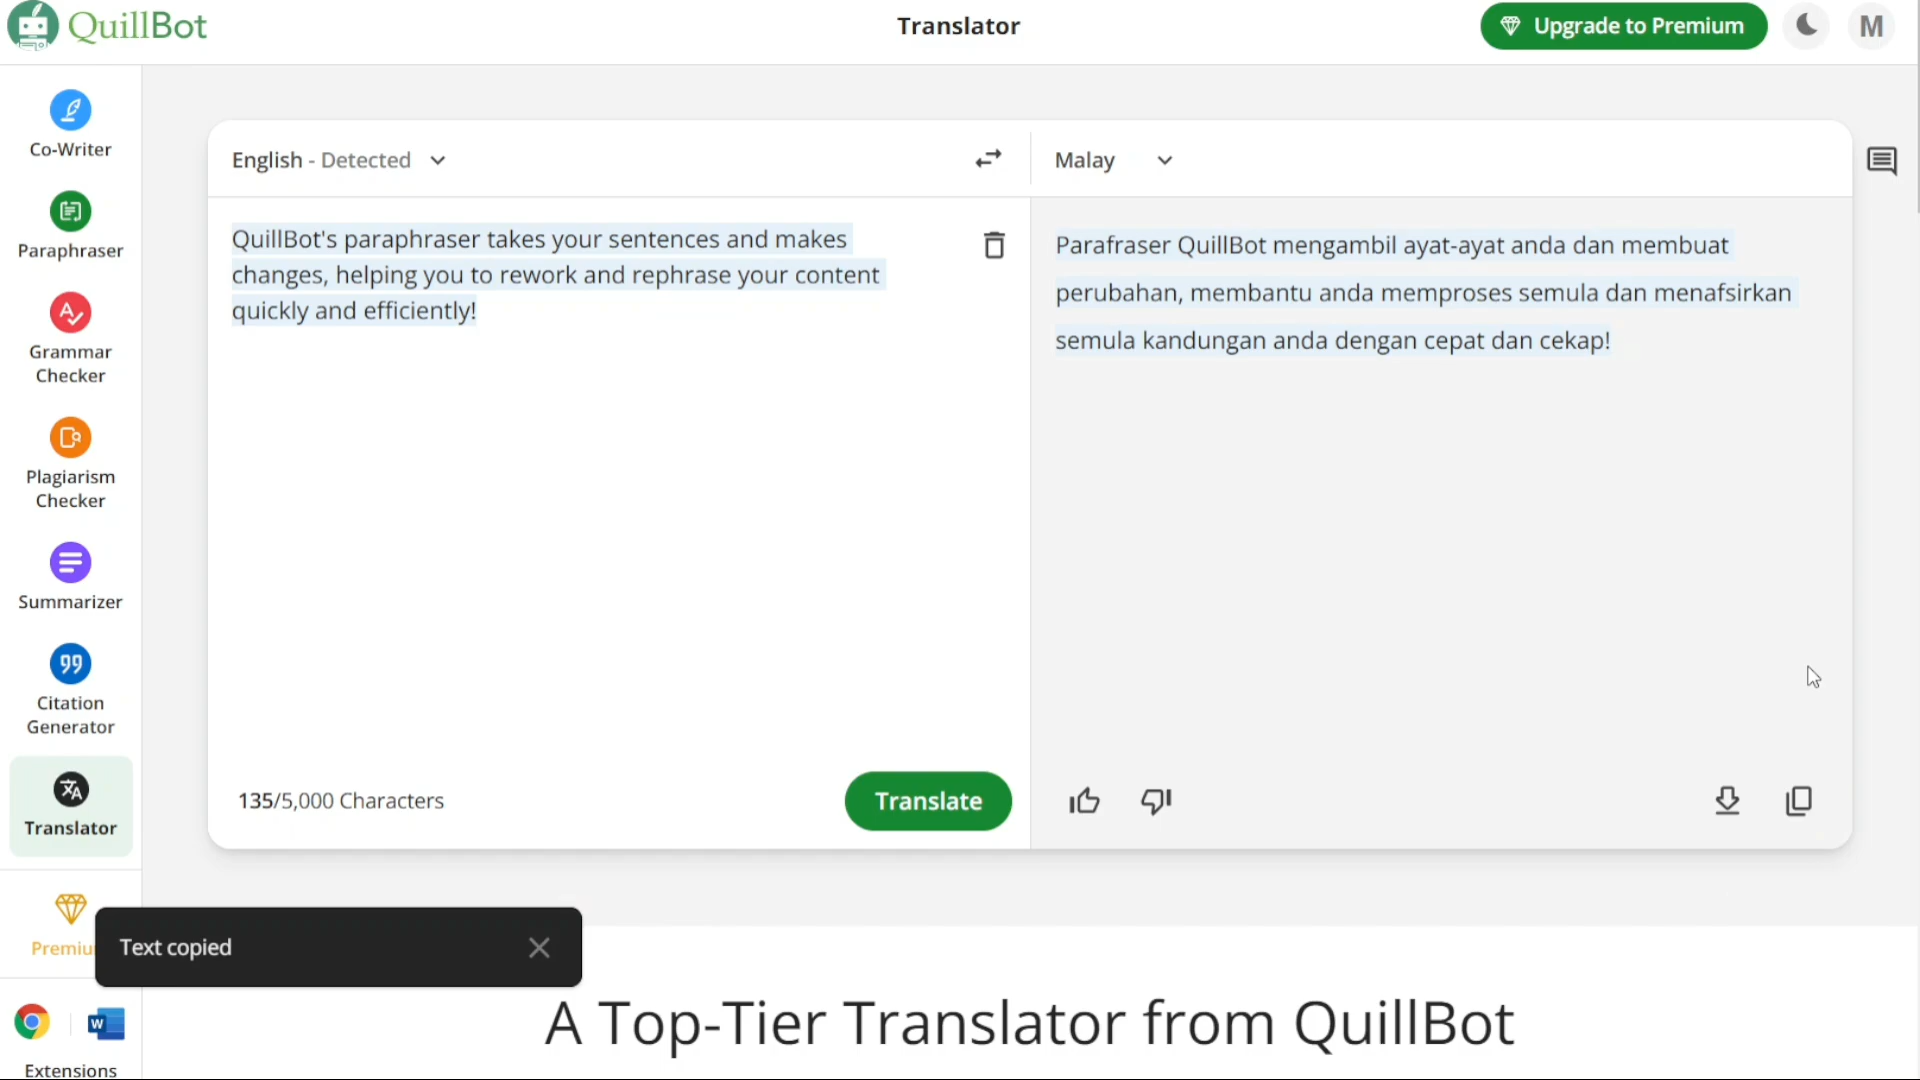 QuillBot
Translator
Upgrade to Premium
M
Co-Writer
Paraphraser
Grammar
Checker
Plagiarism
Checker
Summarizer
Citation
Generator
Translator
Premiu
Extensions
English - Detected
Malay
QuillBot's paraphraser takes your sentences and makes
changes, helping you to rework and rephrase your content
quickly and efficiently!
Parafraser QuillBot mengambil ayat-ayat anda dan membuat
perubahan, membantu anda memproses semula dan menafsirkan
semula kandungan anda dengan cepat dan cekap!
135/5,000 Characters
Translate
Text copied
A Top-Tier Translator from QuillBot